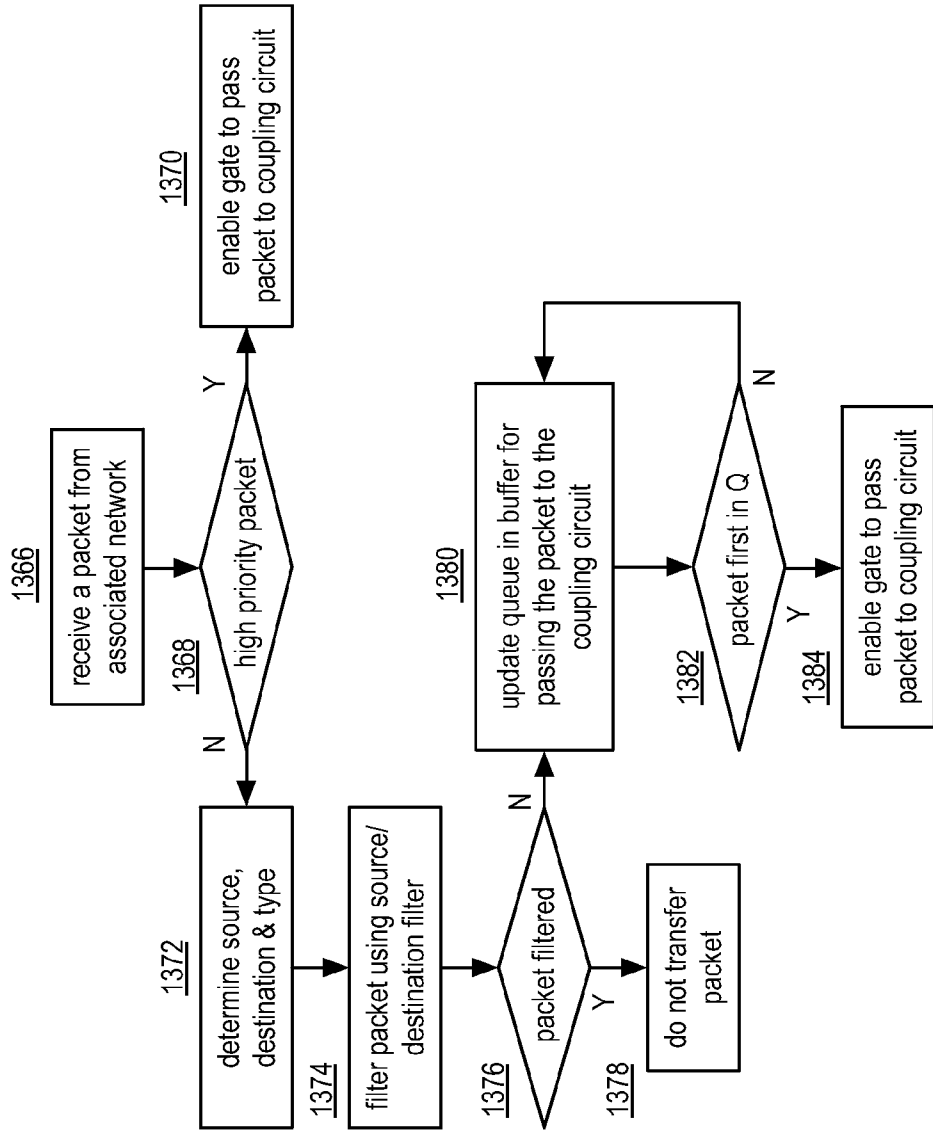 1366
receive a packet from
associated network
1368
high priority packet
Y
N
1370
enable gate to pass
packet to coupling circuit
1372
determine source,
destination & type
1374
filter packet using source/
destination filter
1376
packet filtered
N
Y
1378
do not transfer
packet
1380
update queue in buffer for
passing the packet to the
coupling circuit
1382
packet first in Q
N
Y
1384
enable gate to pass
packet to coupling circuit